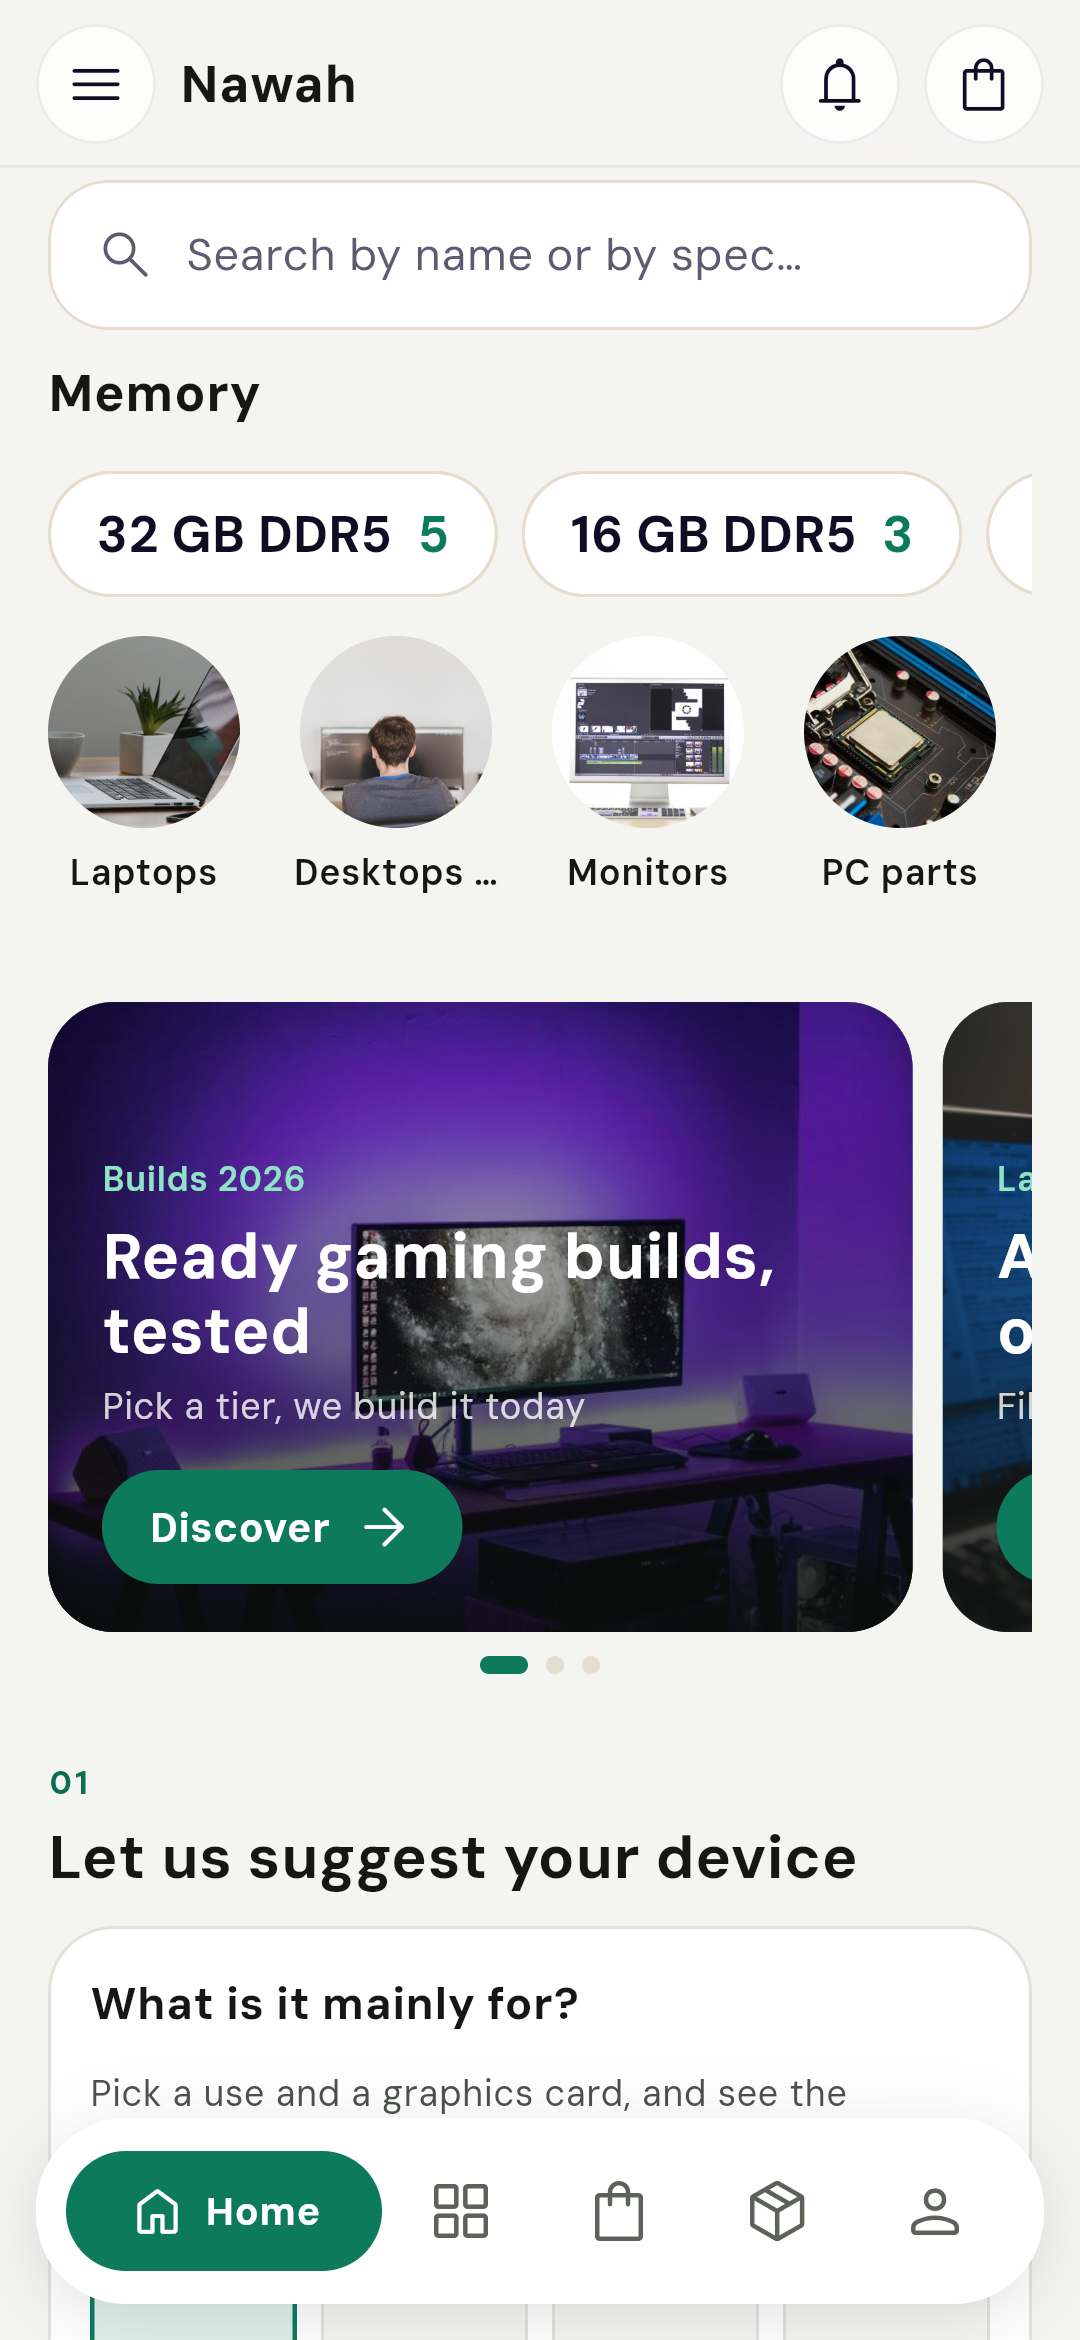 Nawah
Search by name or by spec...
Memory
32 GB DDR5 5
16 GB DDR5 3
Laptops
Desktops ...
Monitors
PC parts
Builds 2026
Ready gaming builds,
tested
Pick a tier, we build it today
Discover
La
A
o
Fil
01
Let us suggest your device
What is it mainly for?
Pick a use and a graphics card, and see the
Home